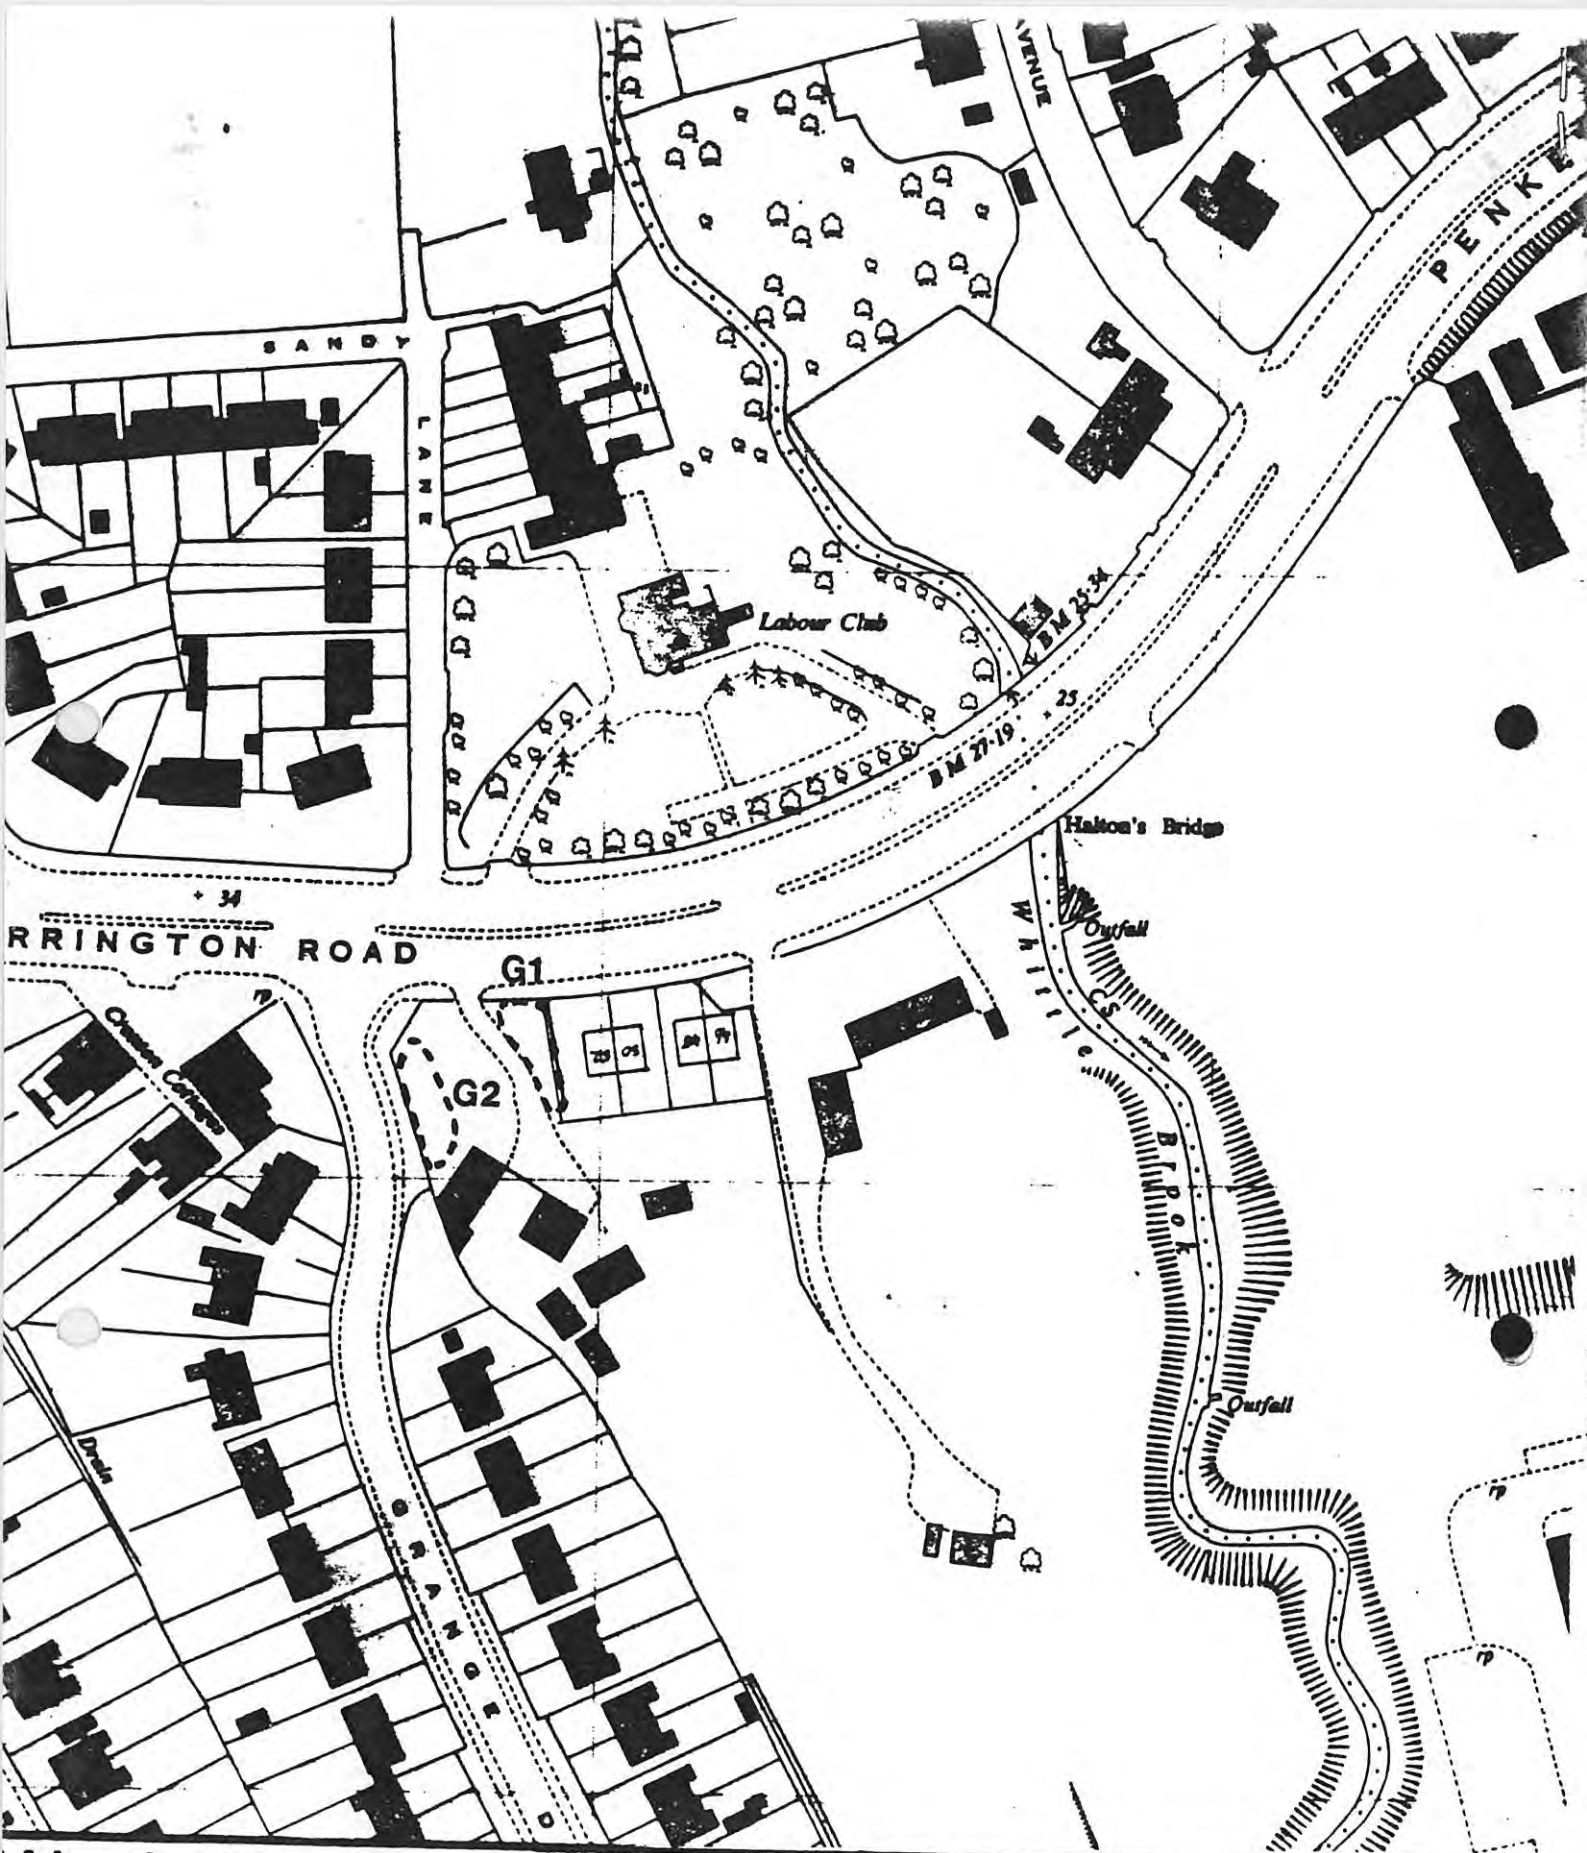 AVENUE
PENKE
SANDY
LANE
Labour Club
BM 25·34
+ 25
BM 27·19
Halton's Bridge
+ 34
RRINGTON ROAD
Outfall
G1
rp
CS
Whittle Brook
Cottages
G2
Outfall
Drain
rp
GRANGE D
rp